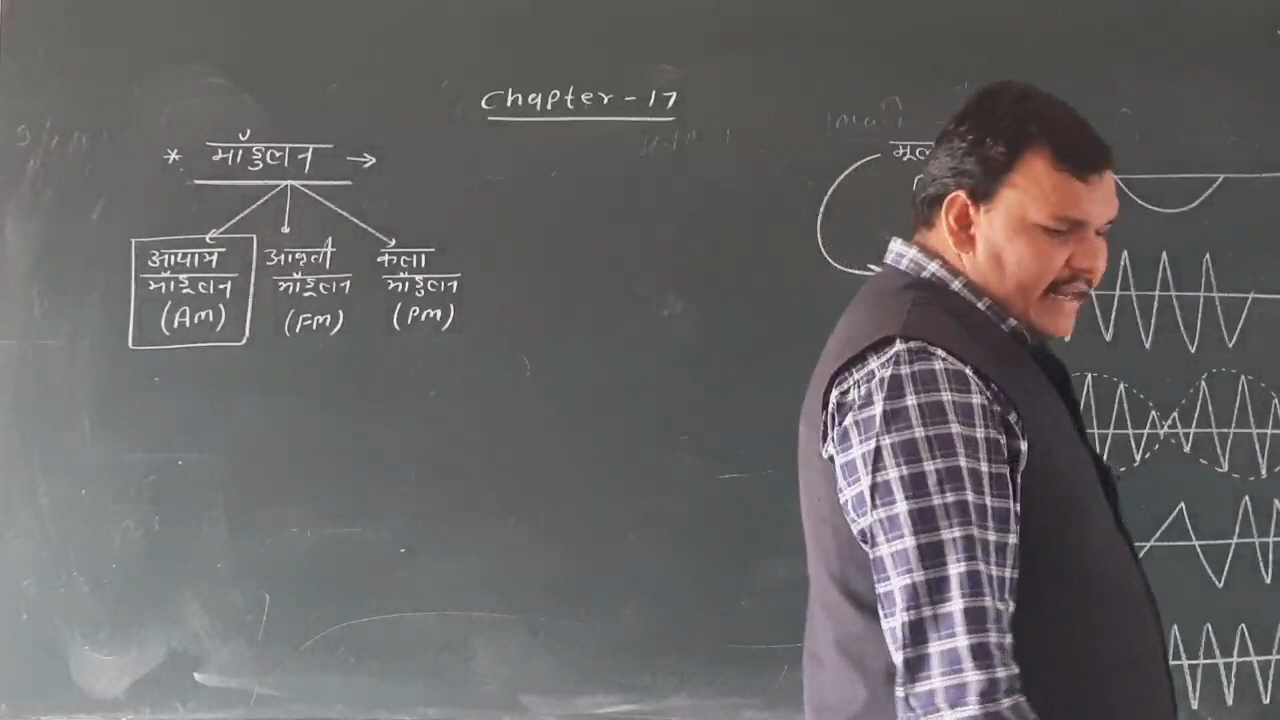 Chapter - 17
* मॉडुलन →
आयाम
मॉडूलन
(Am)
आवृती
मॉडूलन
(Fm)
कला
मॉडुलन
(Pm)